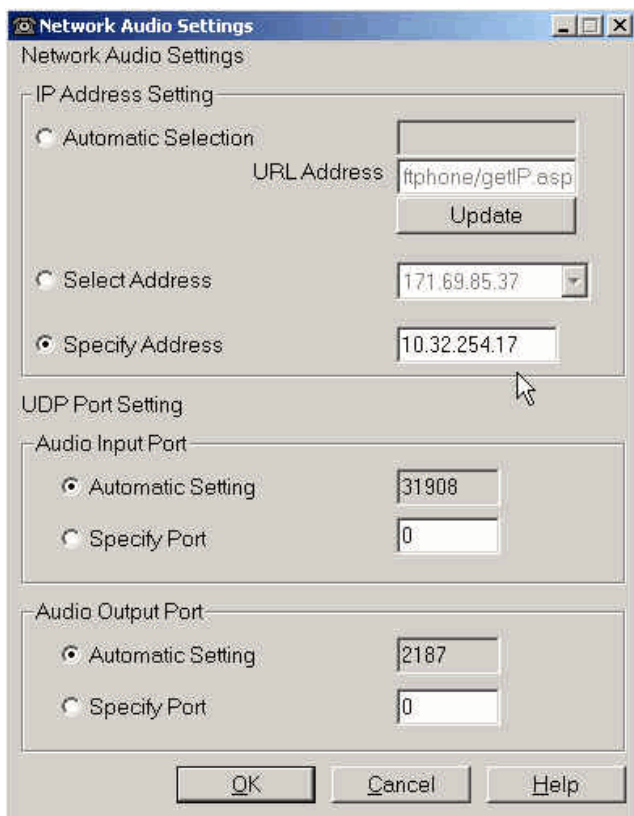 Network Audio Settings
Network Audio Settings
IP Address Setting
Automatic Selection
URL Address ftphone/getIP.asp
Update
Select Address 171.69.85.37
Specify Address 10.32.254.17
UDP Port Setting
Audio Input Port
Automatic Setting 31908
Specify Port 0
Audio Output Port
Automatic Setting 2187
Specify Port 0
OK Cancel Help